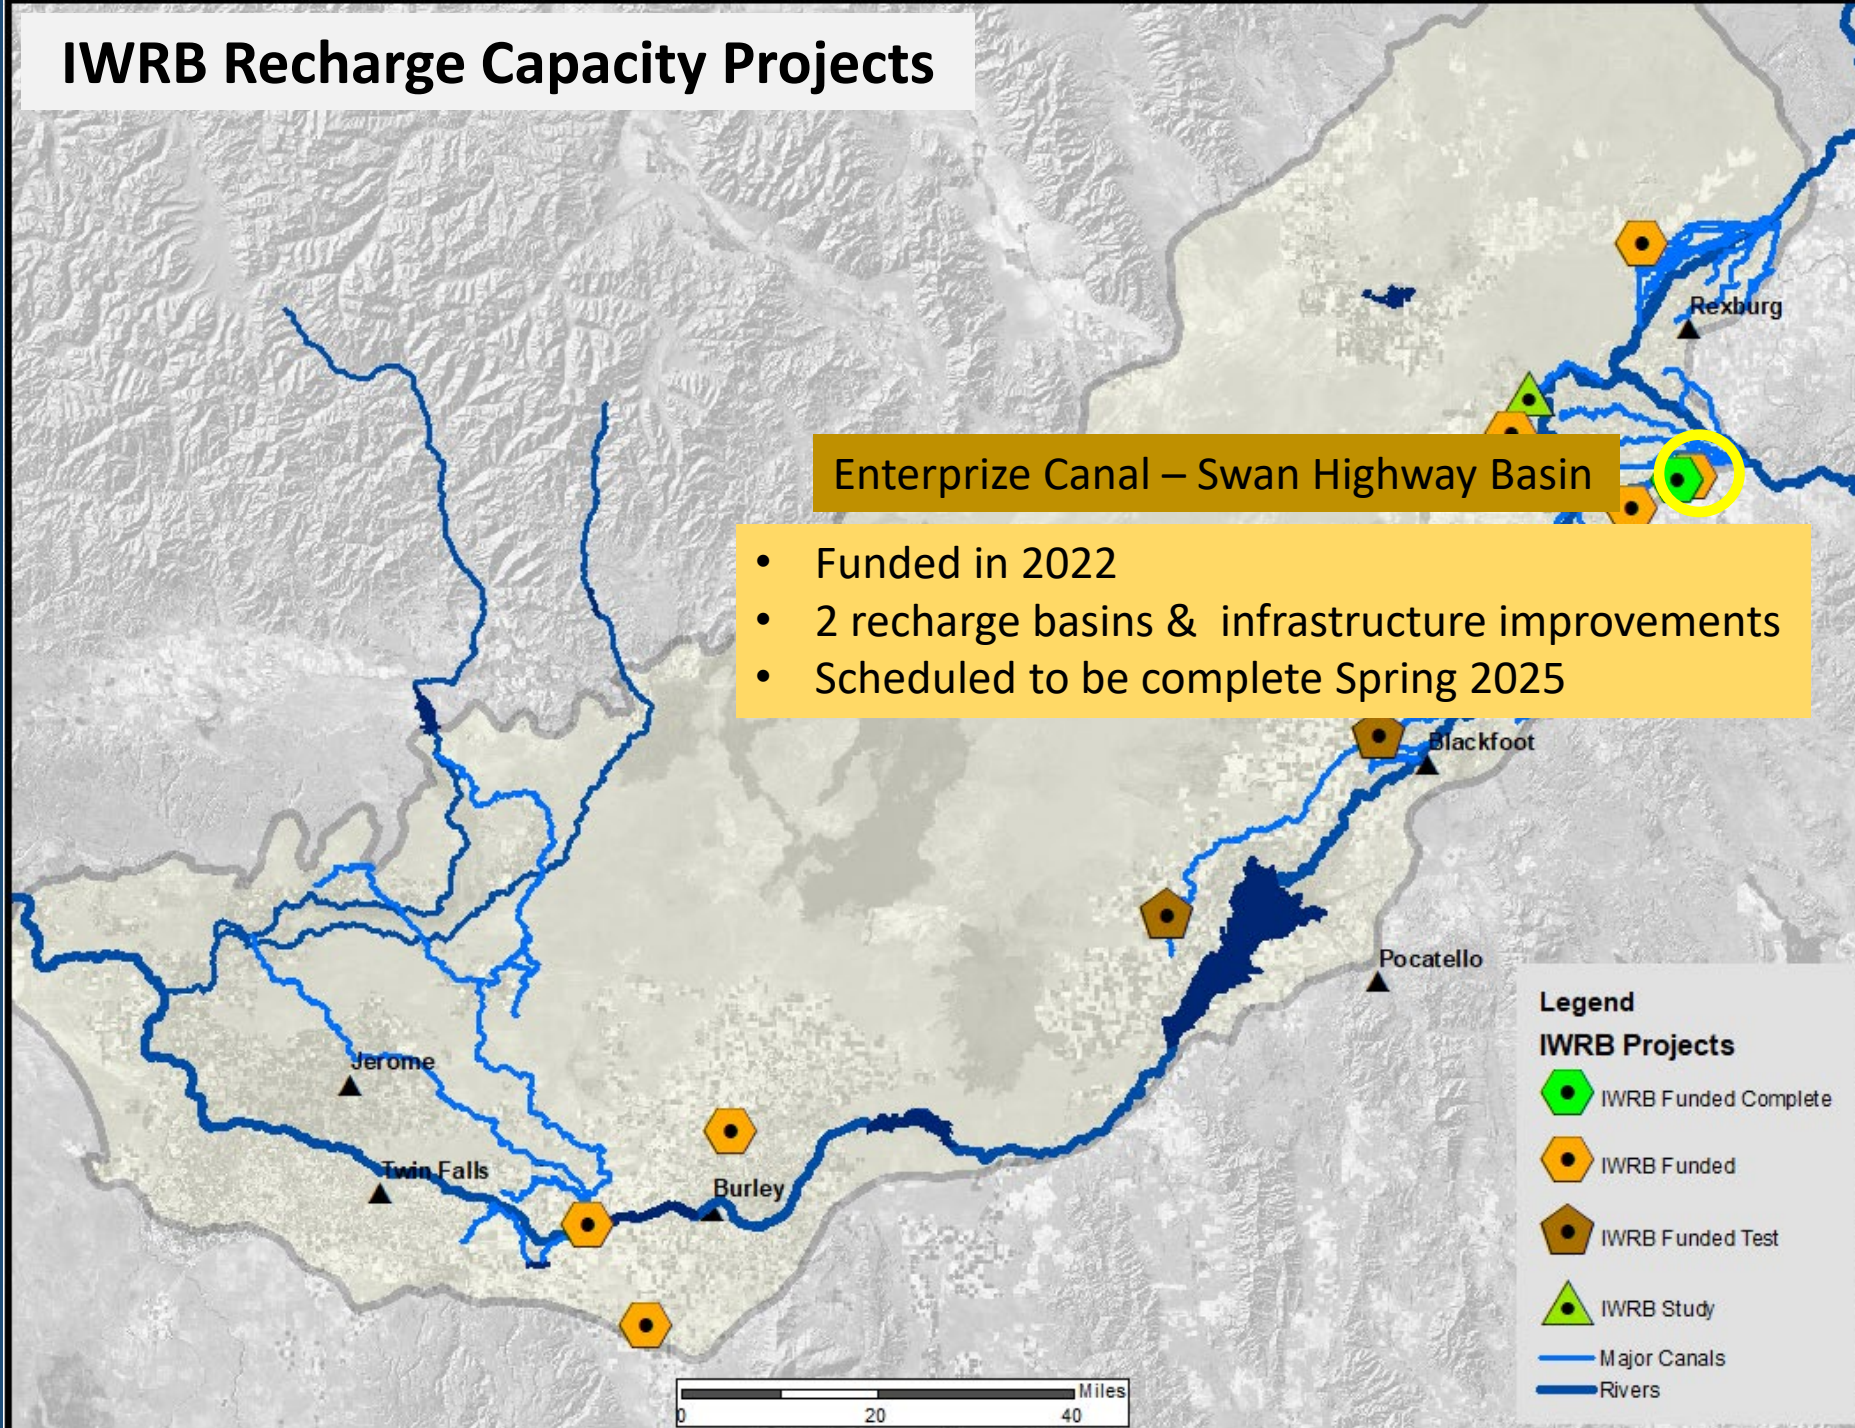 IWRB Recharge Capacity Projects
Rexburg
Enterprize Canal – Swan Highway Basin
• Funded in 2022
• 2 recharge basins & infrastructure improvements
• Scheduled to be complete Spring 2025
Blackfoot
Pocatello
Jerome
Twin Falls
Burley
Legend
IWRB Projects
IWRB Funded Complete
IWRB Funded
IWRB Funded Test
IWRB Study
Major Canals
Rivers
Miles
0 20 40